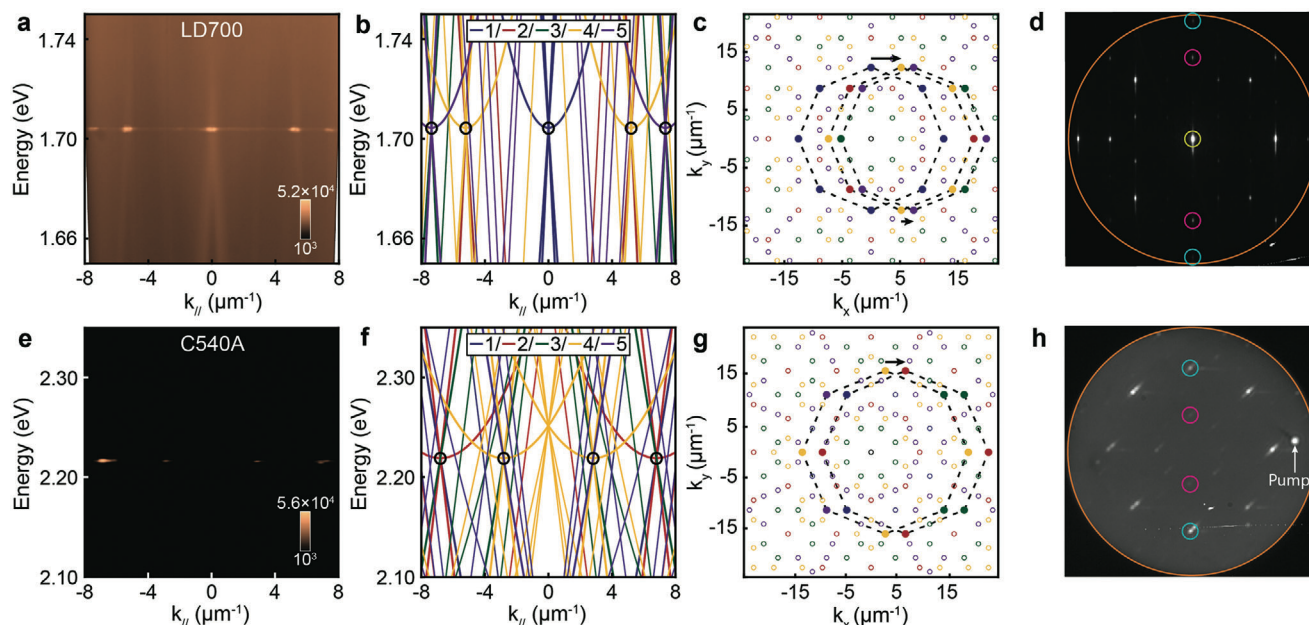 a
LD700
1.74
1.70
1.66
Energy (eV)
5.2×10⁴
10³
-8 -4 0 4 8
k// (μm⁻¹)
b
1/ 2/ 3/ 4/ 5
1.74
1.70
1.66
Energy (eV)
-8 -4 0 4 8
k// (μm⁻¹)
c
15
5
-5
-15
ky (μm⁻¹)
-15 -5 5 15
kx (μm⁻¹)
d
e
C540A
2.30
2.20
2.10
Energy (eV)
5.6×10⁴
10³
-8 -4 0 4 8
k// (μm⁻¹)
f
1/ 2/ 3/ 4/ 5
2.30
2.20
2.10
Energy (eV)
-8 -4 0 4 8
k// (μm⁻¹)
g
15
5
-5
-15
ky (μm⁻¹)
-15 -5 5 15
kx (μm⁻¹)
h
Pump